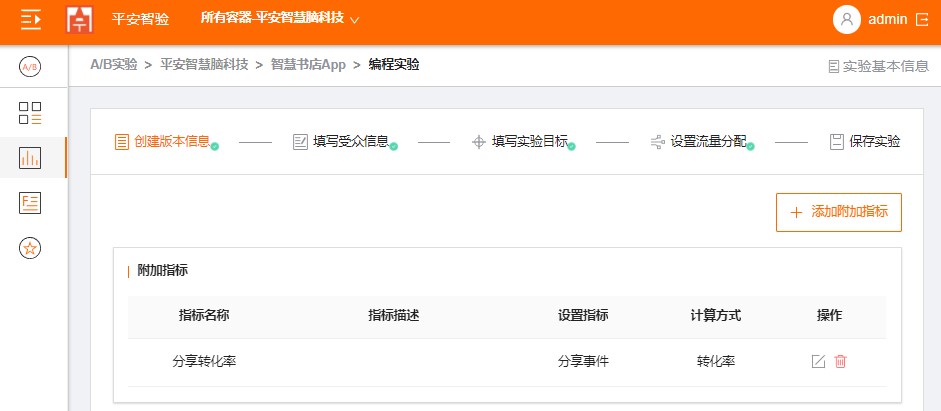 平安智验
所有容器-平安智慧脑科技
admin
A/B
A/B实验 > 平安智慧脑科技 > 智慧书店App > 编程实验
实验基本信息
创建版本信息 填写受众信息 填写实验目标 设置流量分配 保存实验
+ 添加附加指标
附加指标
指标名称 指标描述 设置指标 计算方式 操作
分享转化率 分享事件 转化率